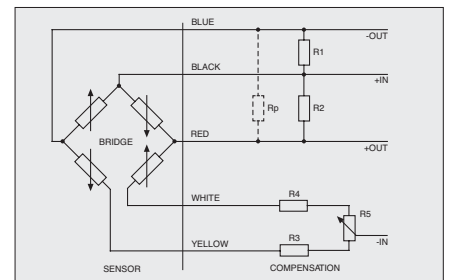 BLUE
-OUT
R1
BLACK
+IN
Rp
R2
BRIDGE
RED
+OUT
WHITE
R4
R5
-IN
YELLOW
R3
SENSOR
COMPENSATION